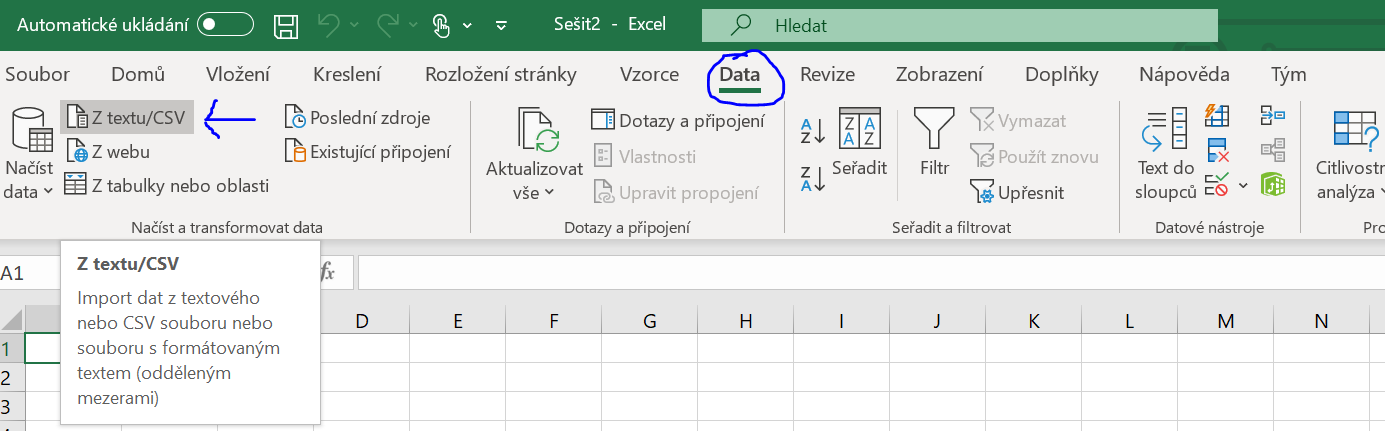 Automatické ukládání
Sešit2 - Excel
Hledat
Soubor Domů Vložení Kreslení Rozložení stránky Vzorce Data Revize Zobrazení Doplňky Nápověda Tým
Načíst
data
Z textu/CSV
Z webu
Z tabulky nebo oblasti
Poslední zdroje
Existující připojení
Načíst a transformovat data
Aktualizovat
vše
Dotazy a připojení
Vlastnosti
Upravit propojení
Dotazy a připojení
A
Z
Z
A
Z A
A Z
Seřadit
Filtr
Vymazat
Použít znovu
Upřesnit
Seřadit a filtrovat
Text do
sloupců
Datové nástroje
?
Citlivostní
analýza
Pro
A1
fx
Z textu/CSV
Import dat z textového
nebo CSV souboru nebo
souboru s formátovaným
textem (odděleným
mezerami)
D E F G H I J K L M N
1
2
3